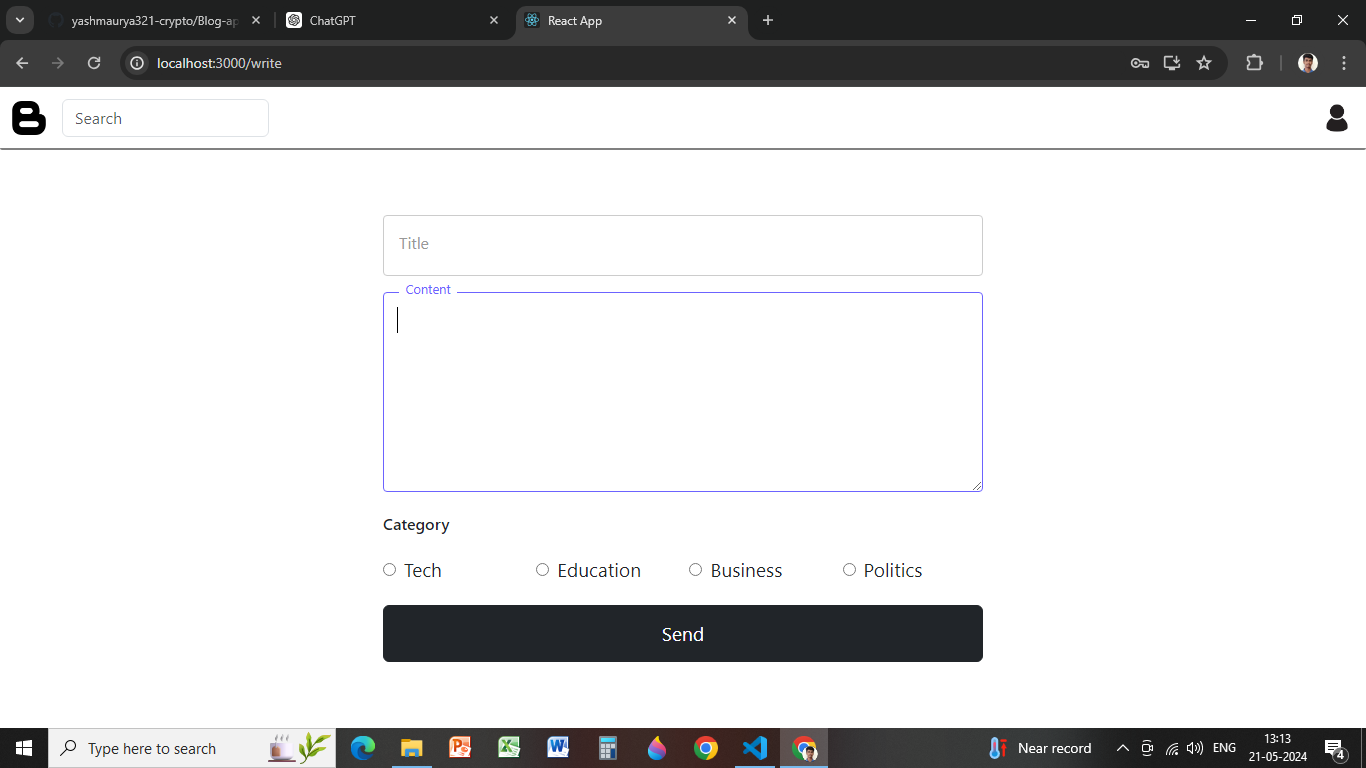 yashmaurya321-crypto/Blog-ap
ChatGPT
React App
localhost:3000/write
Search
Title
Content
Category
Tech
Education
Business
Politics
Send
Type here to search
Near record
ENG
13:13
21-05-2024
4